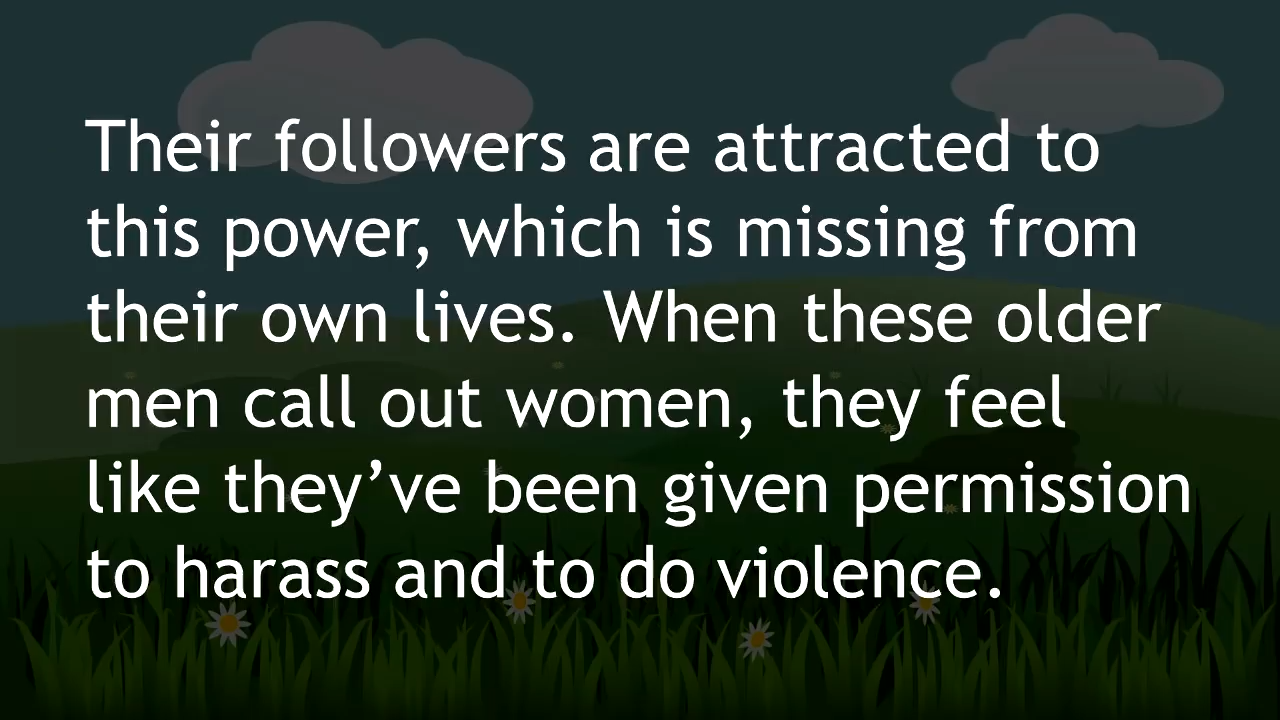 Their followers are attracted to
this power, which is missing from
their own lives. When these older
men call out women, they feel
like they’ve been given permission
to harass and to do violence.